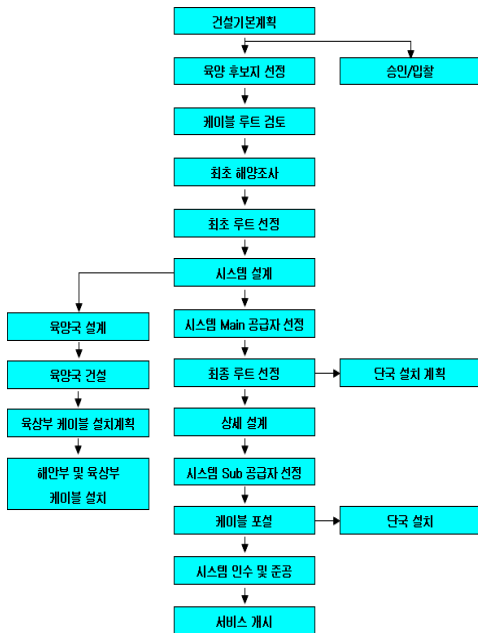 건설기본계획
육양 후보지 선정
승인/입찰
케이블 루트 검토
최초 해양조사
최초 루트 선정
시스템 설계
육양국 설계
시스템 Main 공급자 선정
육양국 건설
최종 루트 선정
단국 설치 계획
육상부 케이블 설치계획
상세 설계
해안부 및 육상부
케이블 설치
시스템 Sub 공급자 선정
케이블 포설
단국 설치
시스템 인수 및 준공
서비스 개시